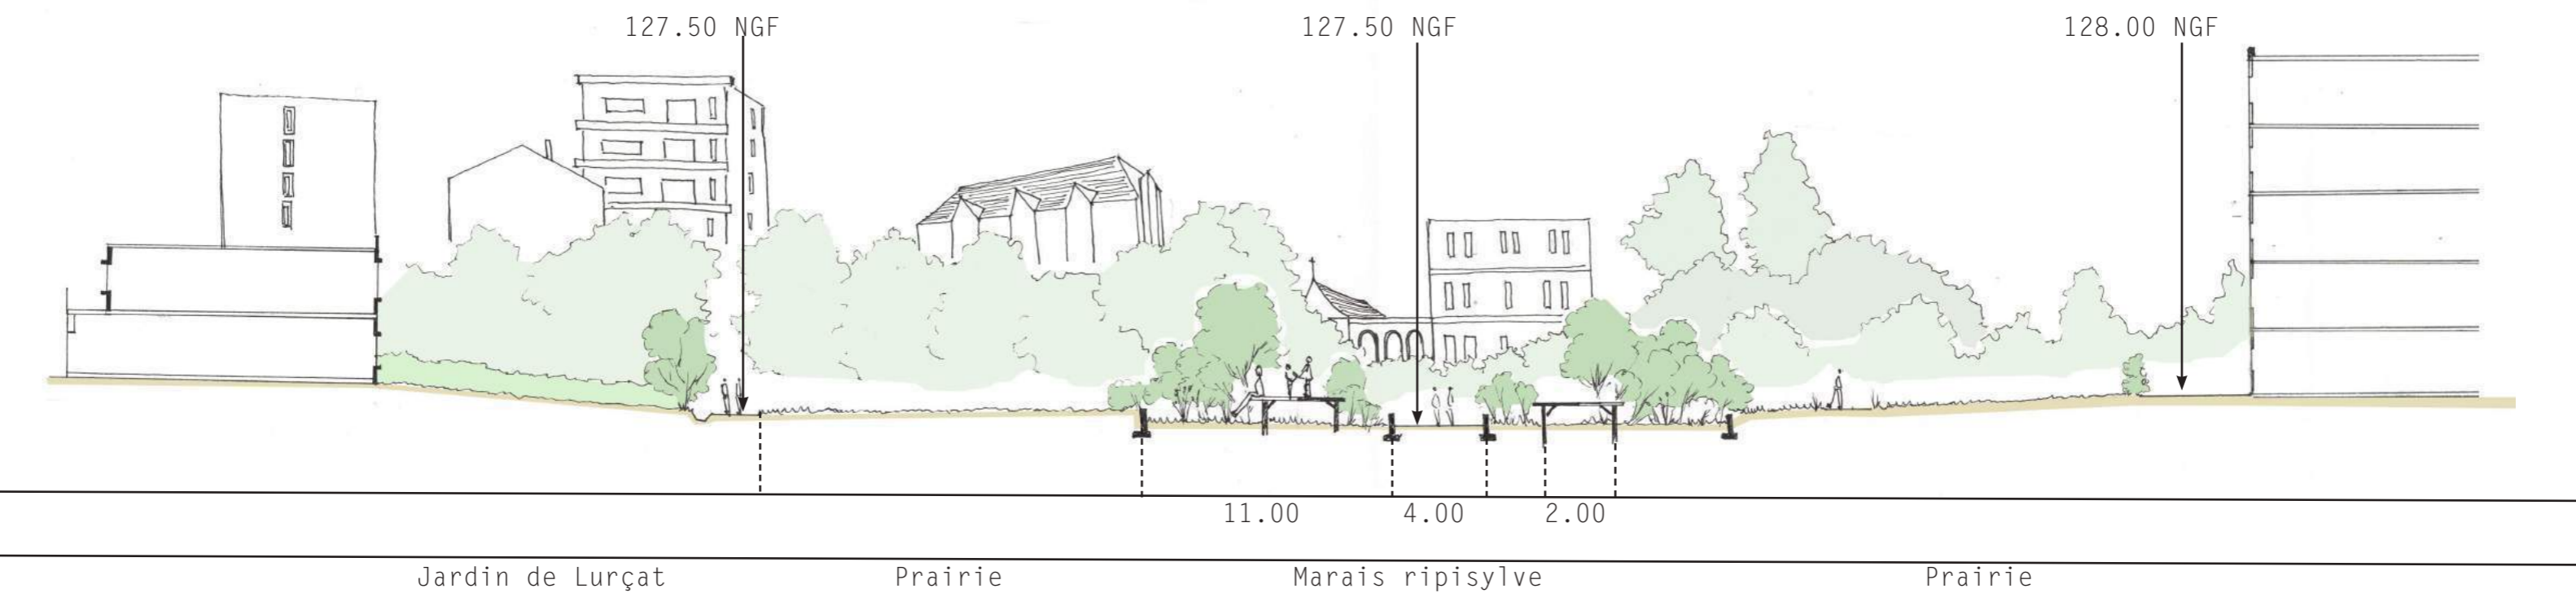 127.50 NGF
127.50 NGF
128.00 NGF
11.00
4.00
2.00
Jardin de Lurçat
Prairie
Marais ripisylve
Prairie